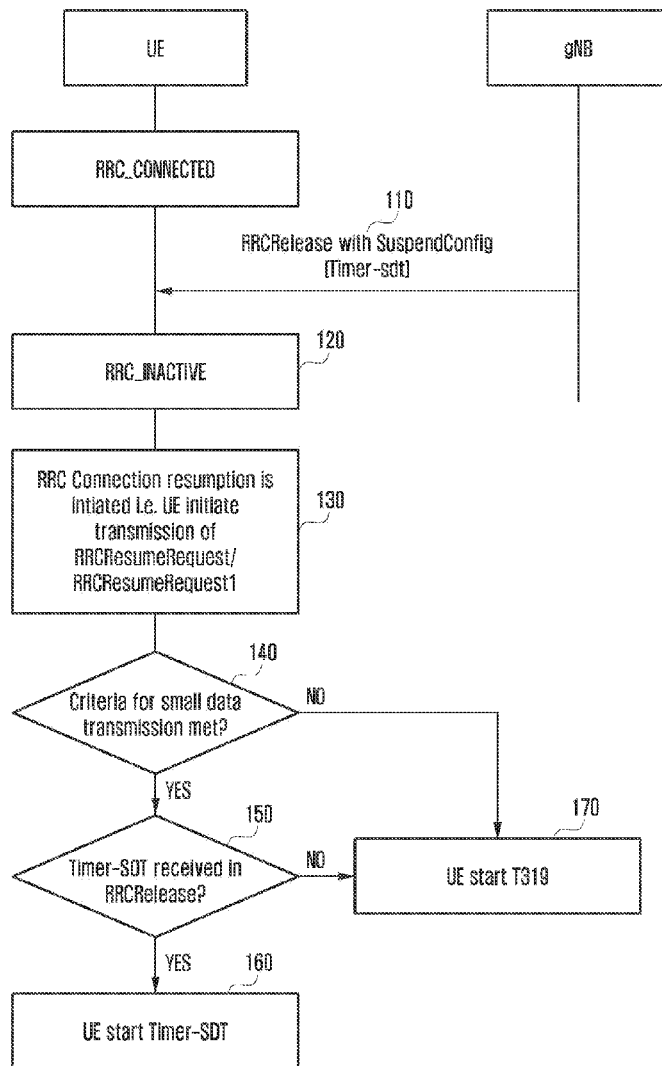 UE
gNB
RRC_CONNECTED
110
RRCRelease with SuspendConfig
[Timer-sdt]
120
RRC_INACTIVE
RRC Connection resumption is
intiated i.e. UE initiate
transmission of
RRCResumeRequest/
RRCResumeRequest1
130
140
Criteria for small data
transmission met?
NO
YES
150
Timer-SDT received in
RRCRelease?
NO
170
UE start T319
YES
160
UE start Timer-SDT